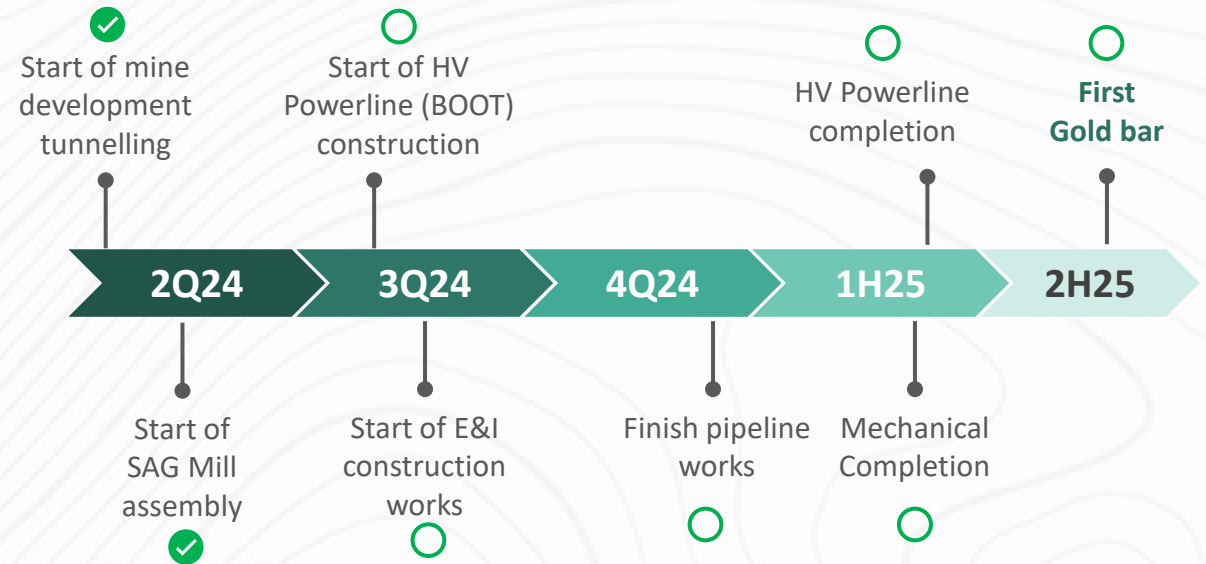 Start of mine
development
tunnelling
Start of HV
Powerline (BOOT)
construction
HV Powerline
completion
First
Gold bar
2Q24
3Q24
4Q24
1H25
2H25
Start of
SAG Mill
assembly
Start of E&I
construction
works
Finish pipeline
works
Mechanical
Completion